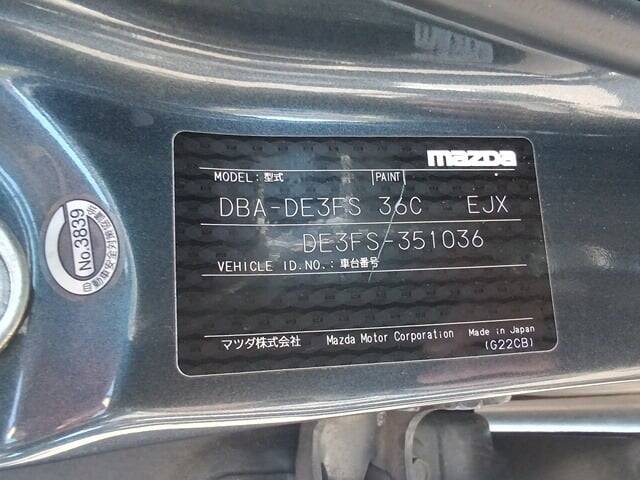 mazda
MODEL: 型式 PAINT
DBA-DE3FS 36C EJX
DE3FS-351036
VEHICLE ID.NO.: 車台番号
マツダ株式会社 Mazda Motor Corporation Made in Japan
(G22CB)
No.3839